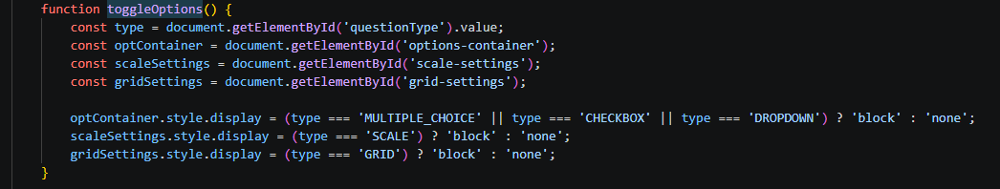 function toggleOptions() {
const type = document.getElementById('questionType').value;
const optContainer = document.getElementById('options-container');
const scaleSettings = document.getElementById('scale-settings');
const gridSettings = document.getElementById('grid-settings');
optContainer.style.display = (type === 'MULTIPLE_CHOICE' || type === 'CHECKBOX' || type === 'DROPDOWN') ? 'block' : 'none';
scaleSettings.style.display = (type === 'SCALE') ? 'block' : 'none';
gridSettings.style.display = (type === 'GRID') ? 'block' : 'none';
}